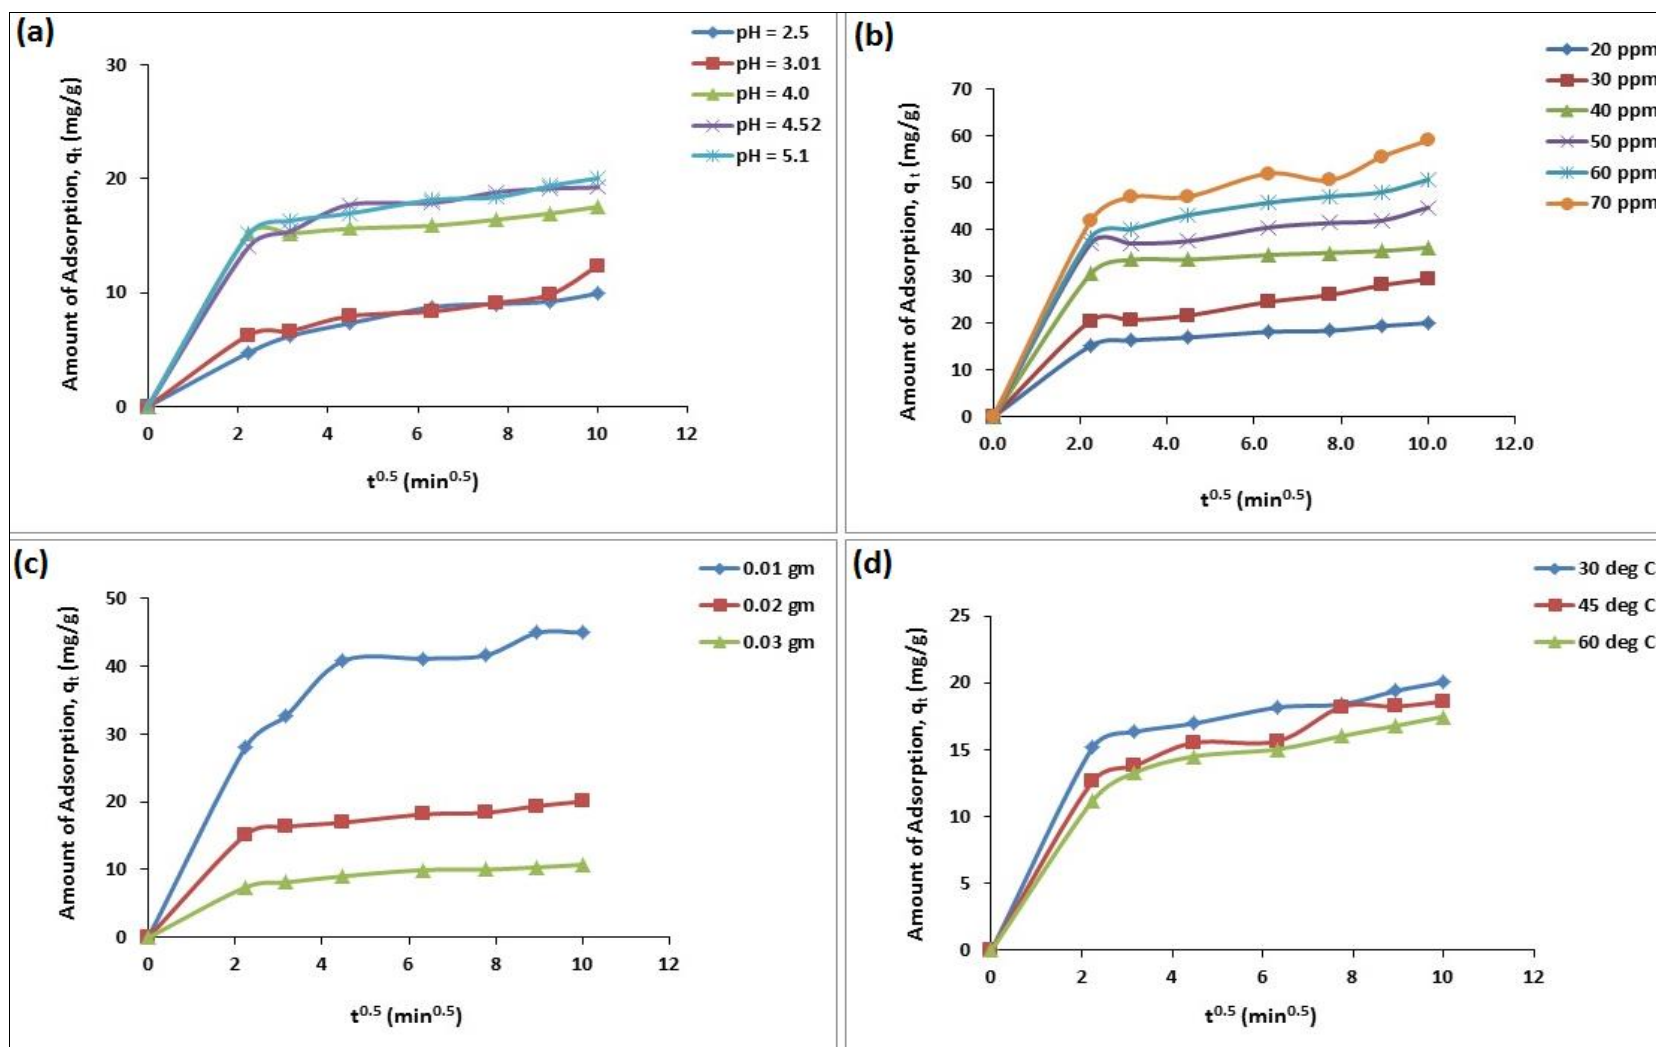 (a)
pH = 2.5
pH = 3.01
pH = 4.0
pH = 4.52
pH = 5.1
Amount of Adsorption, qt (mg/g)
30
20
10
0
0 2 4 6 8 10 12
t0.5 (min0.5)
(b)
20 ppm
30 ppm
40 ppm
50 ppm
60 ppm
70 ppm
Amount of Adsorption, qt (mg/g)
70
60
50
40
30
20
10
0
0.0 2.0 4.0 6.0 8.0 10.0 12.0
t0.5 (min0.5)
(c)
0.01 gm
0.02 gm
0.03 gm
Amount of Adsorption, qt (mg/g)
50
40
30
20
10
0
0 2 4 6 8 10 12
t0.5 (min0.5)
(d)
30 deg C
45 deg C
60 deg C
Amount of Adsorption, qt (mg/g)
25
20
15
10
5
0
0 2 4 6 8 10 12
t0.5 (min0.5)